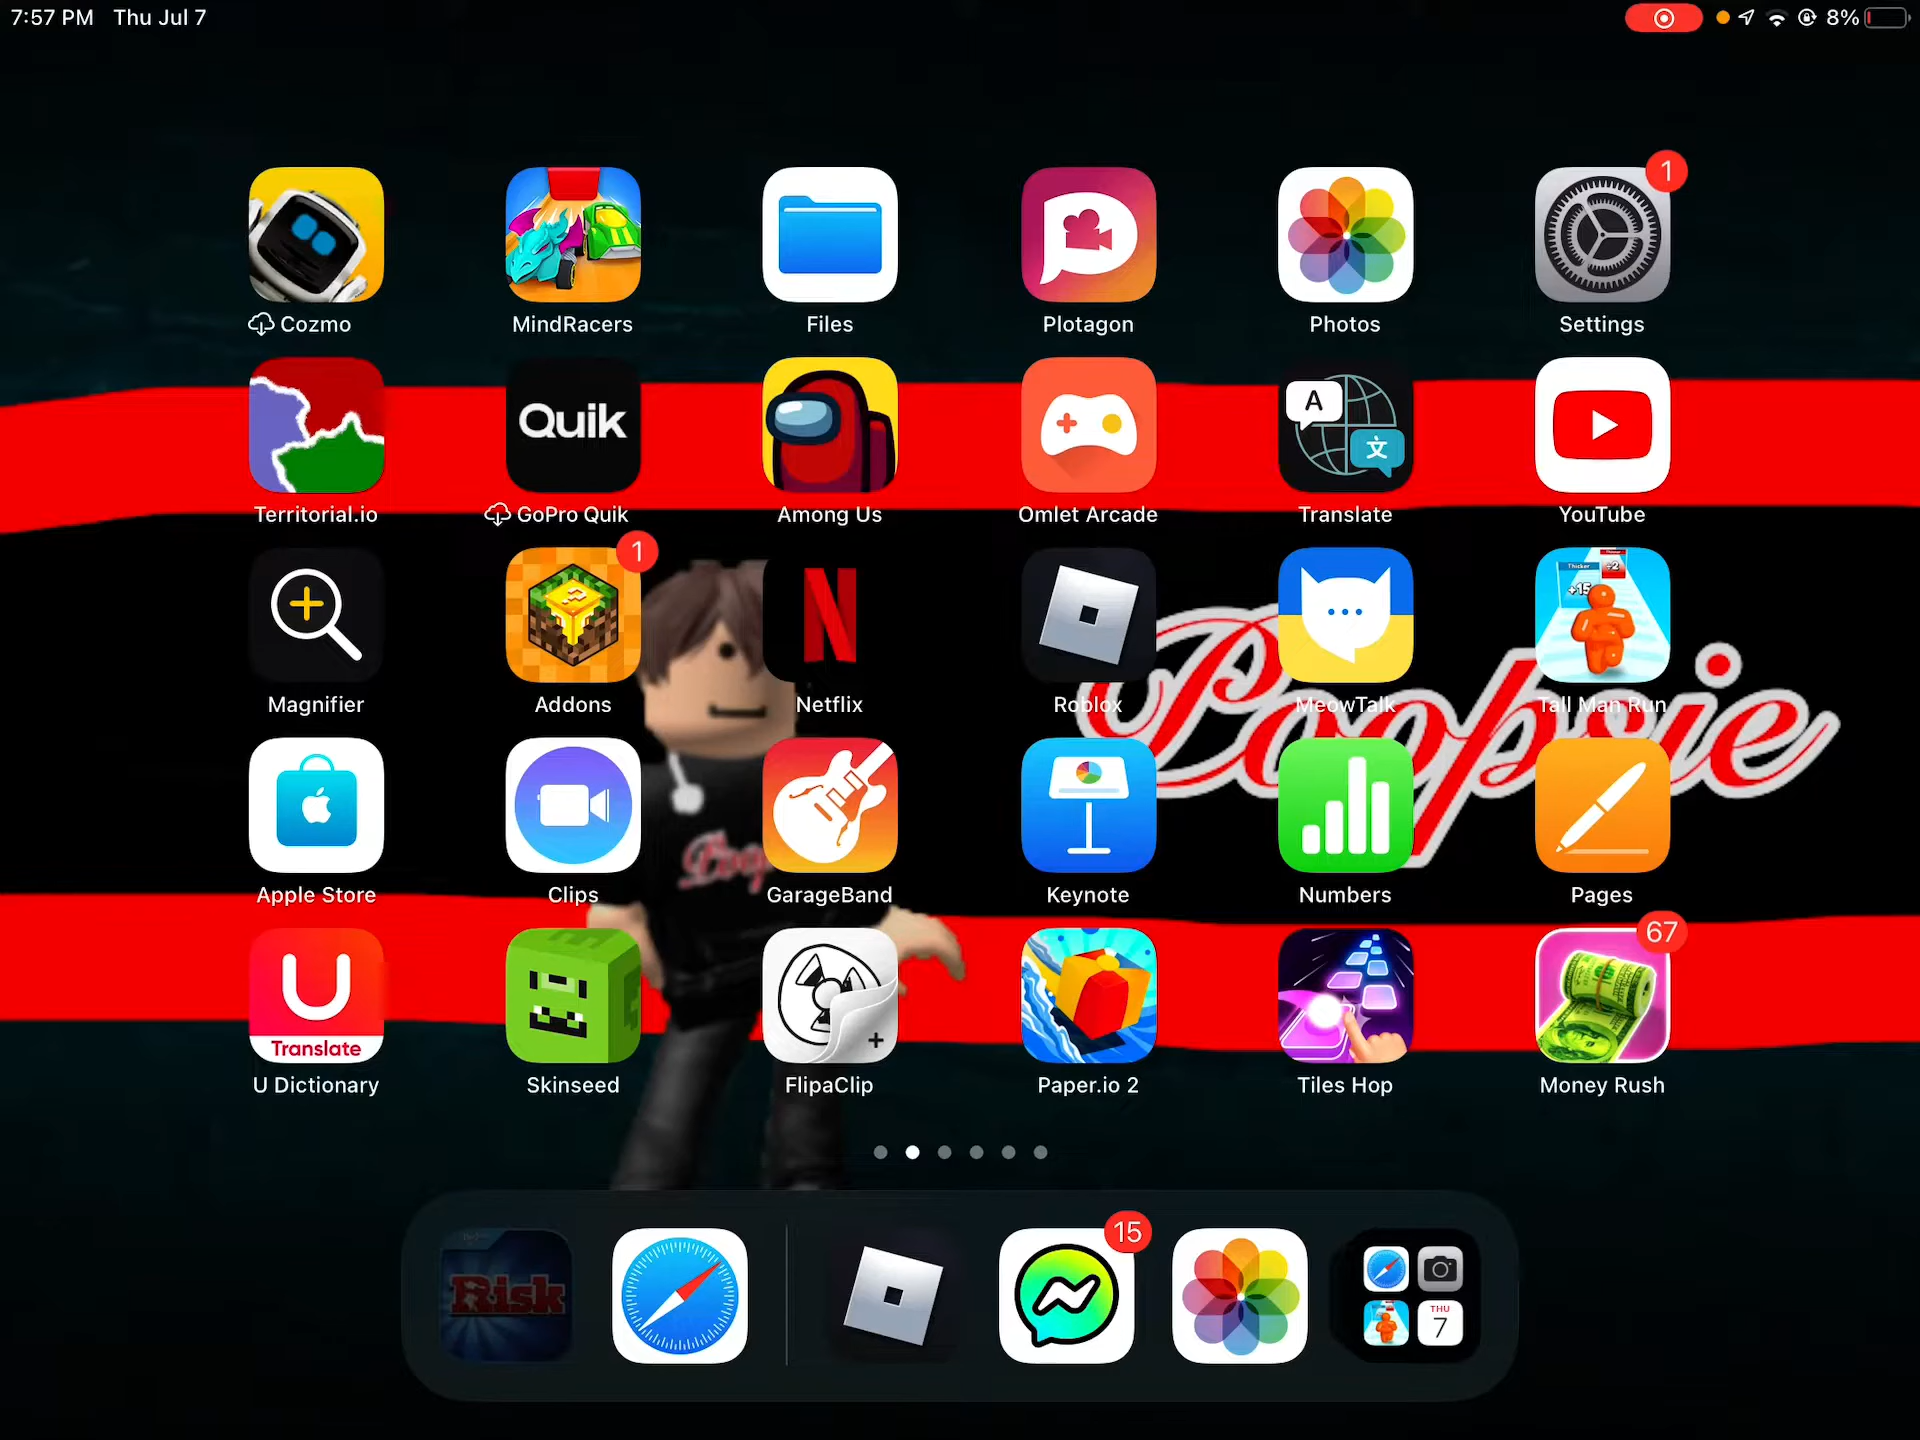 7:57 PM Thu Jul 7
8%
1
Cozmo
MindRacers
Files
Plotagon
Photos
Settings
Quik
A
文
Territorial.io
GoPro Quik
Among Us
Omlet Arcade
Translate
YouTube
1
Thicker
+15
÷2
Magnifier
Addons
Netflix
Roblox
MeowTalk
Tall Man Run
Poopsie
Apple Store
Clips
GarageBand
Keynote
Numbers
Pages
67
U
Translate
U Dictionary
Skinseed
FlipaClip
Paper.io 2
Tiles Hop
Money Rush
15
Risk
THU
7